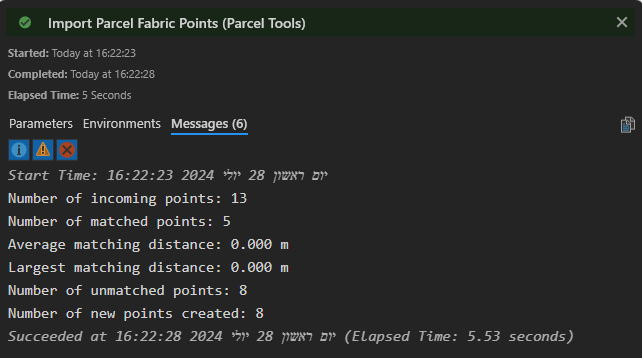 Import Parcel Fabric Points (Parcel Tools)
Started: Today at 16:22:23
Completed: Today at 16:22:28
Elapsed Time: 5 Seconds
Parameters Environments Messages (6)
Start Time: 16:22:23 2024 יום ראשון 28 יולי
Number of incoming points: 13
Number of matched points: 5
Average matching distance: 0.000 m
Largest matching distance: 0.000 m
Number of unmatched points: 8
Number of new points created: 8
Succeeded at 16:22:28 2024 יום ראשון 28 יולי (Elapsed Time: 5.53 seconds)